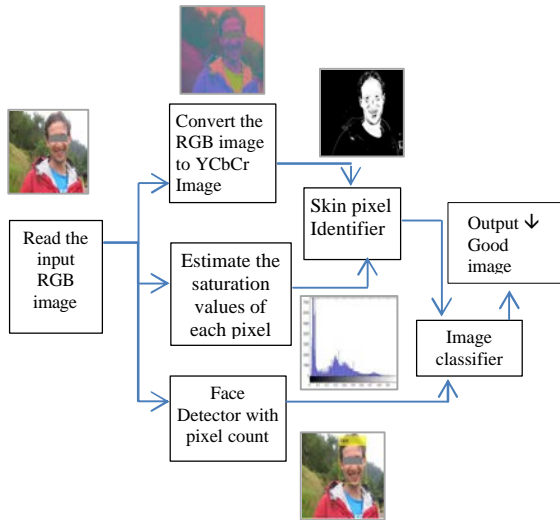 Convert the
RGB image
to YCbCr
Image
Read the
input
RGB
image
Estimate the
saturation
values of
each pixel
Face
Detector with
pixel count
Skin pixel
Identifier
Image
classifier
Output ↓
Good
image